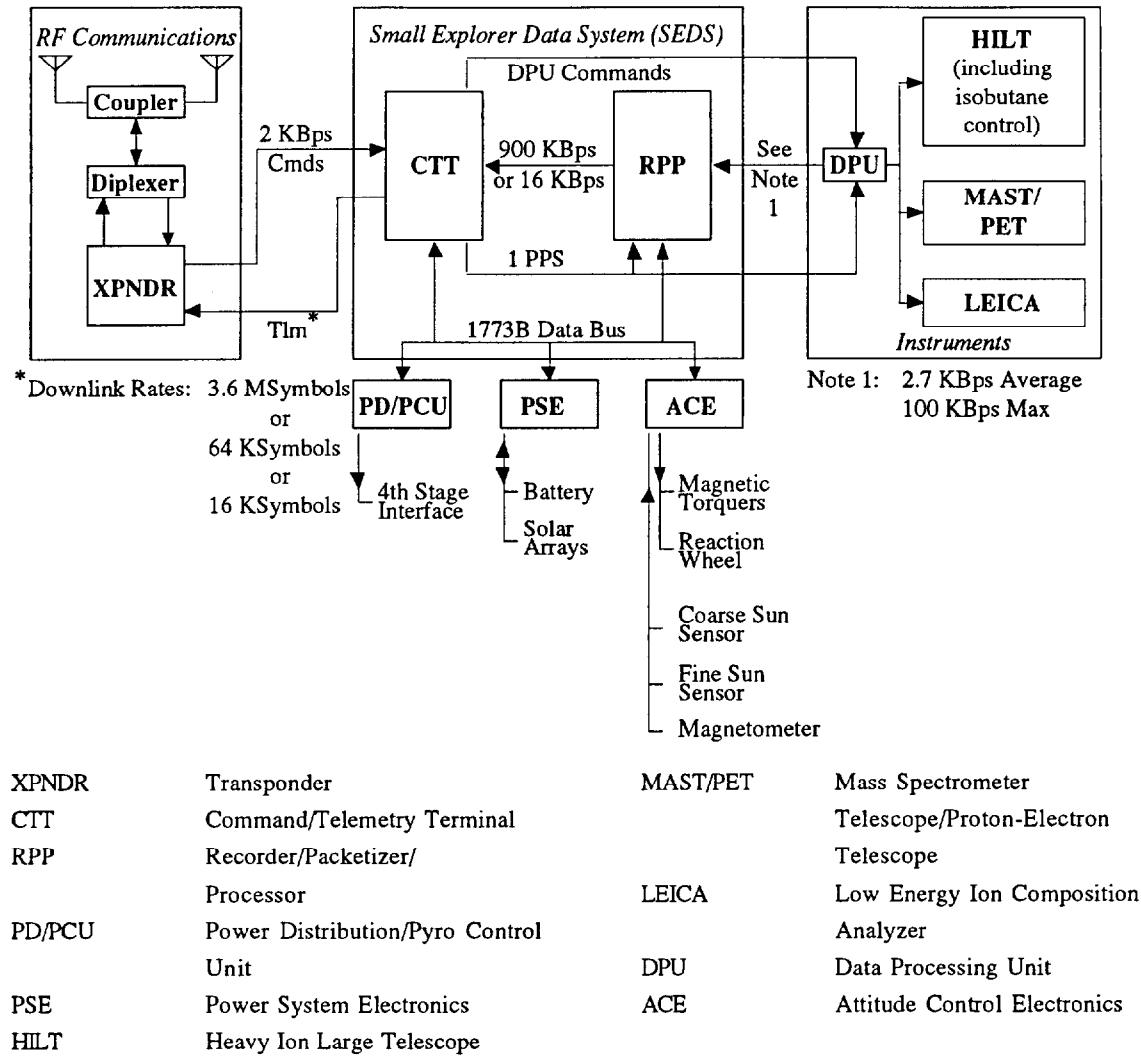 RF Communications
Coupler
Diplexer
XPNDR
2 KBps
Cmds
Tlm*
Small Explorer Data System (SEDS)
DPU Commands
CTT
900 KBps
or 16 KBps
RPP
1 PPS
1773B Data Bus
See
Note
1
DPU
HILT
(including
isobutane
control)
MAST/
PET
LEICA
Instruments
*Downlink Rates: 3.6 MSymbols
or
64 KSymbols
or
16 KSymbols
Note 1: 2.7 KBps Average
100 KBps Max
PD/PCU
4th Stage
Interface
PSE
Battery
Solar
Arrays
ACE
Magnetic
Torquers
Reaction
Wheel
Coarse Sun
Sensor
Fine Sun
Sensor
Magnetometer
XPNDR Transponder
CTT Command/Telemetry Terminal
RPP Recorder/Packetizer/
Processor
PD/PCU Power Distribution/Pyro Control
Unit
PSE Power System Electronics
HILT Heavy Ion Large Telescope
MAST/PET Mass Spectrometer
Telescope/Proton-Electron
Telescope
LEICA Low Energy Ion Composition
Analyzer
DPU Data Processing Unit
ACE Attitude Control Electronics